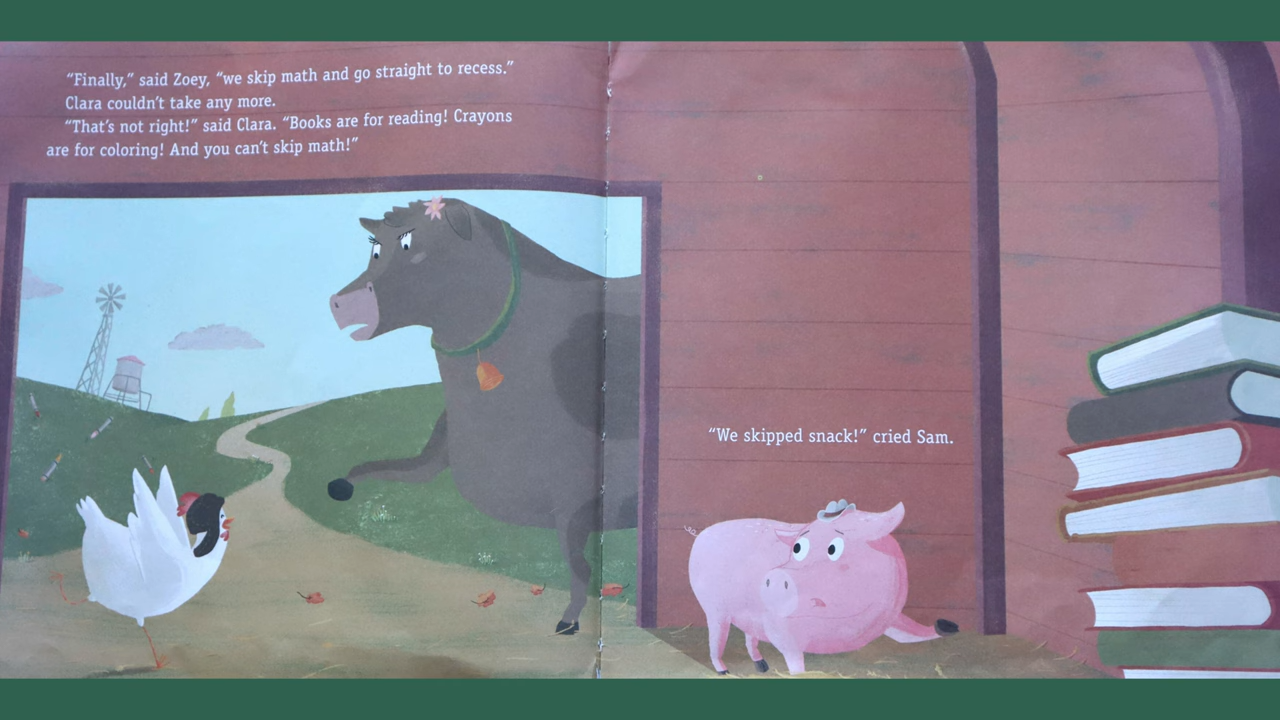 “Finally,“ said Zoey, “we skip math and go straight to recess.”
Clara couldn’t take any more.
“That’s not right!” said Clara. “Books are for reading! Crayons
are for coloring! And you can’t skip math!”
“We skipped snack!” cried Sam.